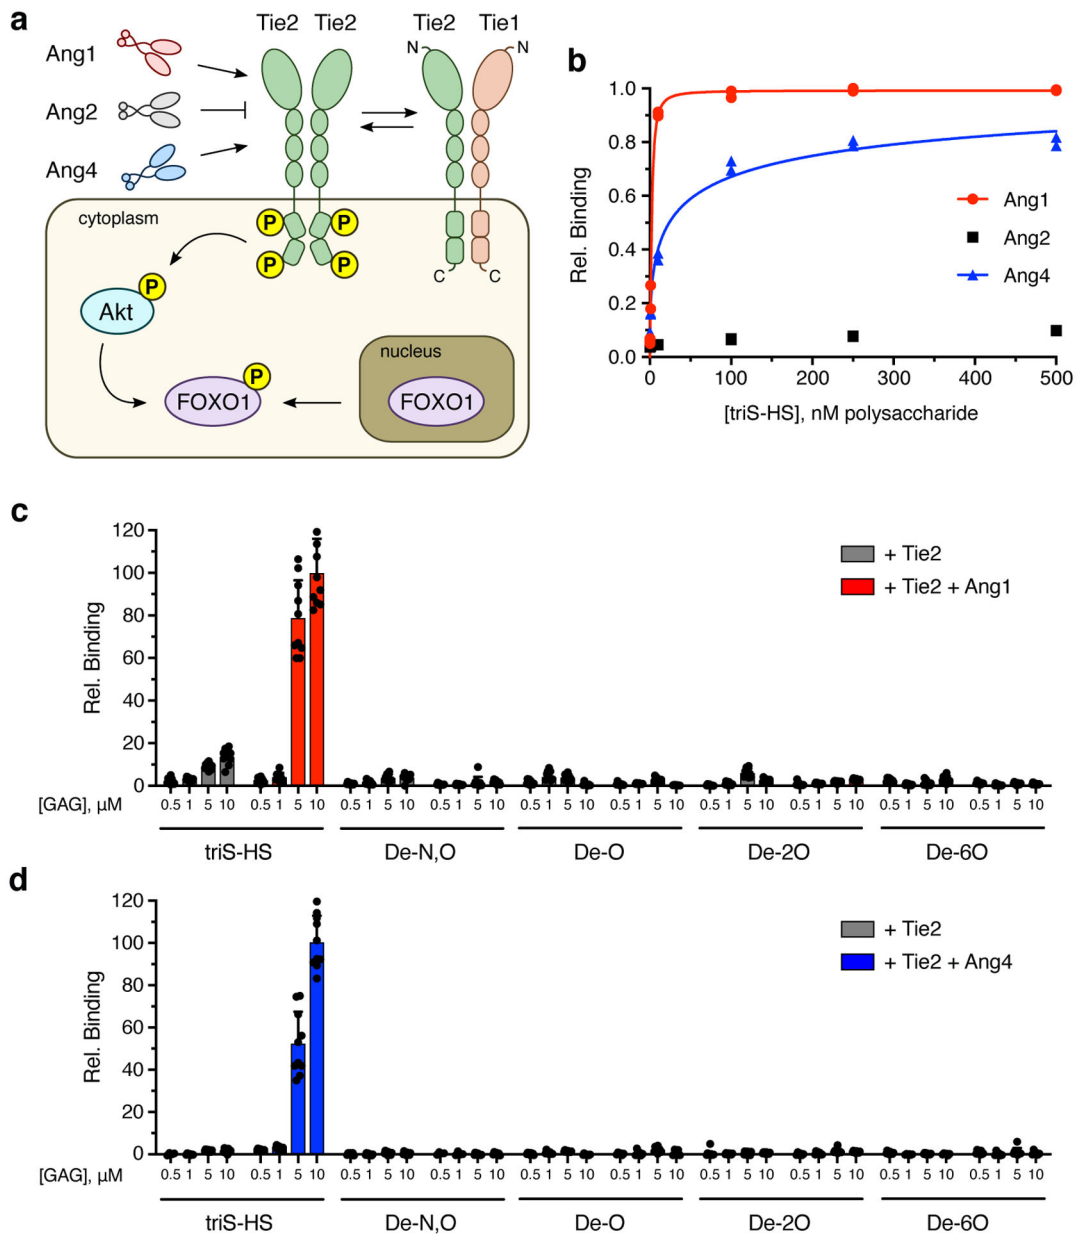 a
Tie2 Tie2 Tie2 Tie1
Ang1
N N
Ang2
Ang4
cytoplasm
P P
P P
C C
P
Akt
nucleus
P
FOXO1 FOXO1
b
1.0
0.8
0.6
0.4
0.2
0.0
Rel. Binding
Ang1
Ang2
Ang4
0 100 200 300 400 500
[triS-HS], nM polysaccharide
c
120
100
80
60
40
20
0
Rel. Binding
+ Tie2
+ Tie2 + Ang1
[GAG], µM 0.5 1 5 10 0.5 1 5 10 0.5 1 5 10 0.5 1 5 10 0.5 1 5 10 0.5 1 5 10 0.5 1 5 10 0.5 1 5 10 0.5 1 5 10 0.5 1 5 10
triS-HS De-N,O De-O De-2O De-6O
d
120
100
80
60
40
20
0
Rel. Binding
+ Tie2
+ Tie2 + Ang4
[GAG], µM 0.5 1 5 10 0.5 1 5 10 0.5 1 5 10 0.5 1 5 10 0.5 1 5 10 0.5 1 5 10 0.5 1 5 10 0.5 1 5 10 0.5 1 5 10 0.5 1 5 10
triS-HS De-N,O De-O De-2O De-6O